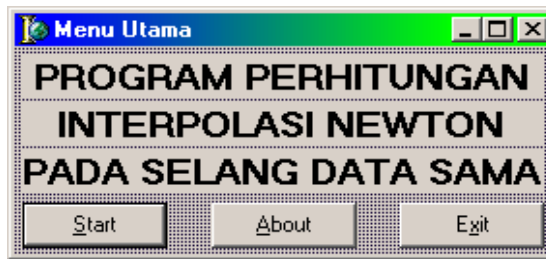 Menu Utama
PROGRAM PERHITUNGAN
INTERPOLASI NEWTON
PADA SELANG DATA SAMA
Start About Exit